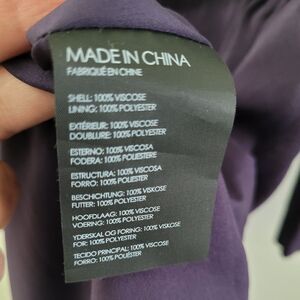 MADE IN CHINA
FABRIQUÉ EN CHINE
SHELL: 100% VISCOSE
LINING: 100% POLYESTER
EXTÉRIEUR: 100% VISCOSE
DOUBLURE: 100% POLYESTER
ESTERNO: 100% VISCOSA
FODERA: 100% POLIESTERE
ESTRUCTURA: 100% VISCOSA
FORRO: 100% POLIÉSTER
BESCHICHTUNG: 100% VISKOSE
FUTTER: 100% POLYESTER
HOOFDLAAG: 100% VISCOSE
VOERING: 100% POLYESTER
YDERSKAL OG FORING: 100% VISKOSE
FOR: 100% POLYESTER
TECIDO PRINCIPAL: 100% VISCOSE
FORRO: 100% POLIÉSTER